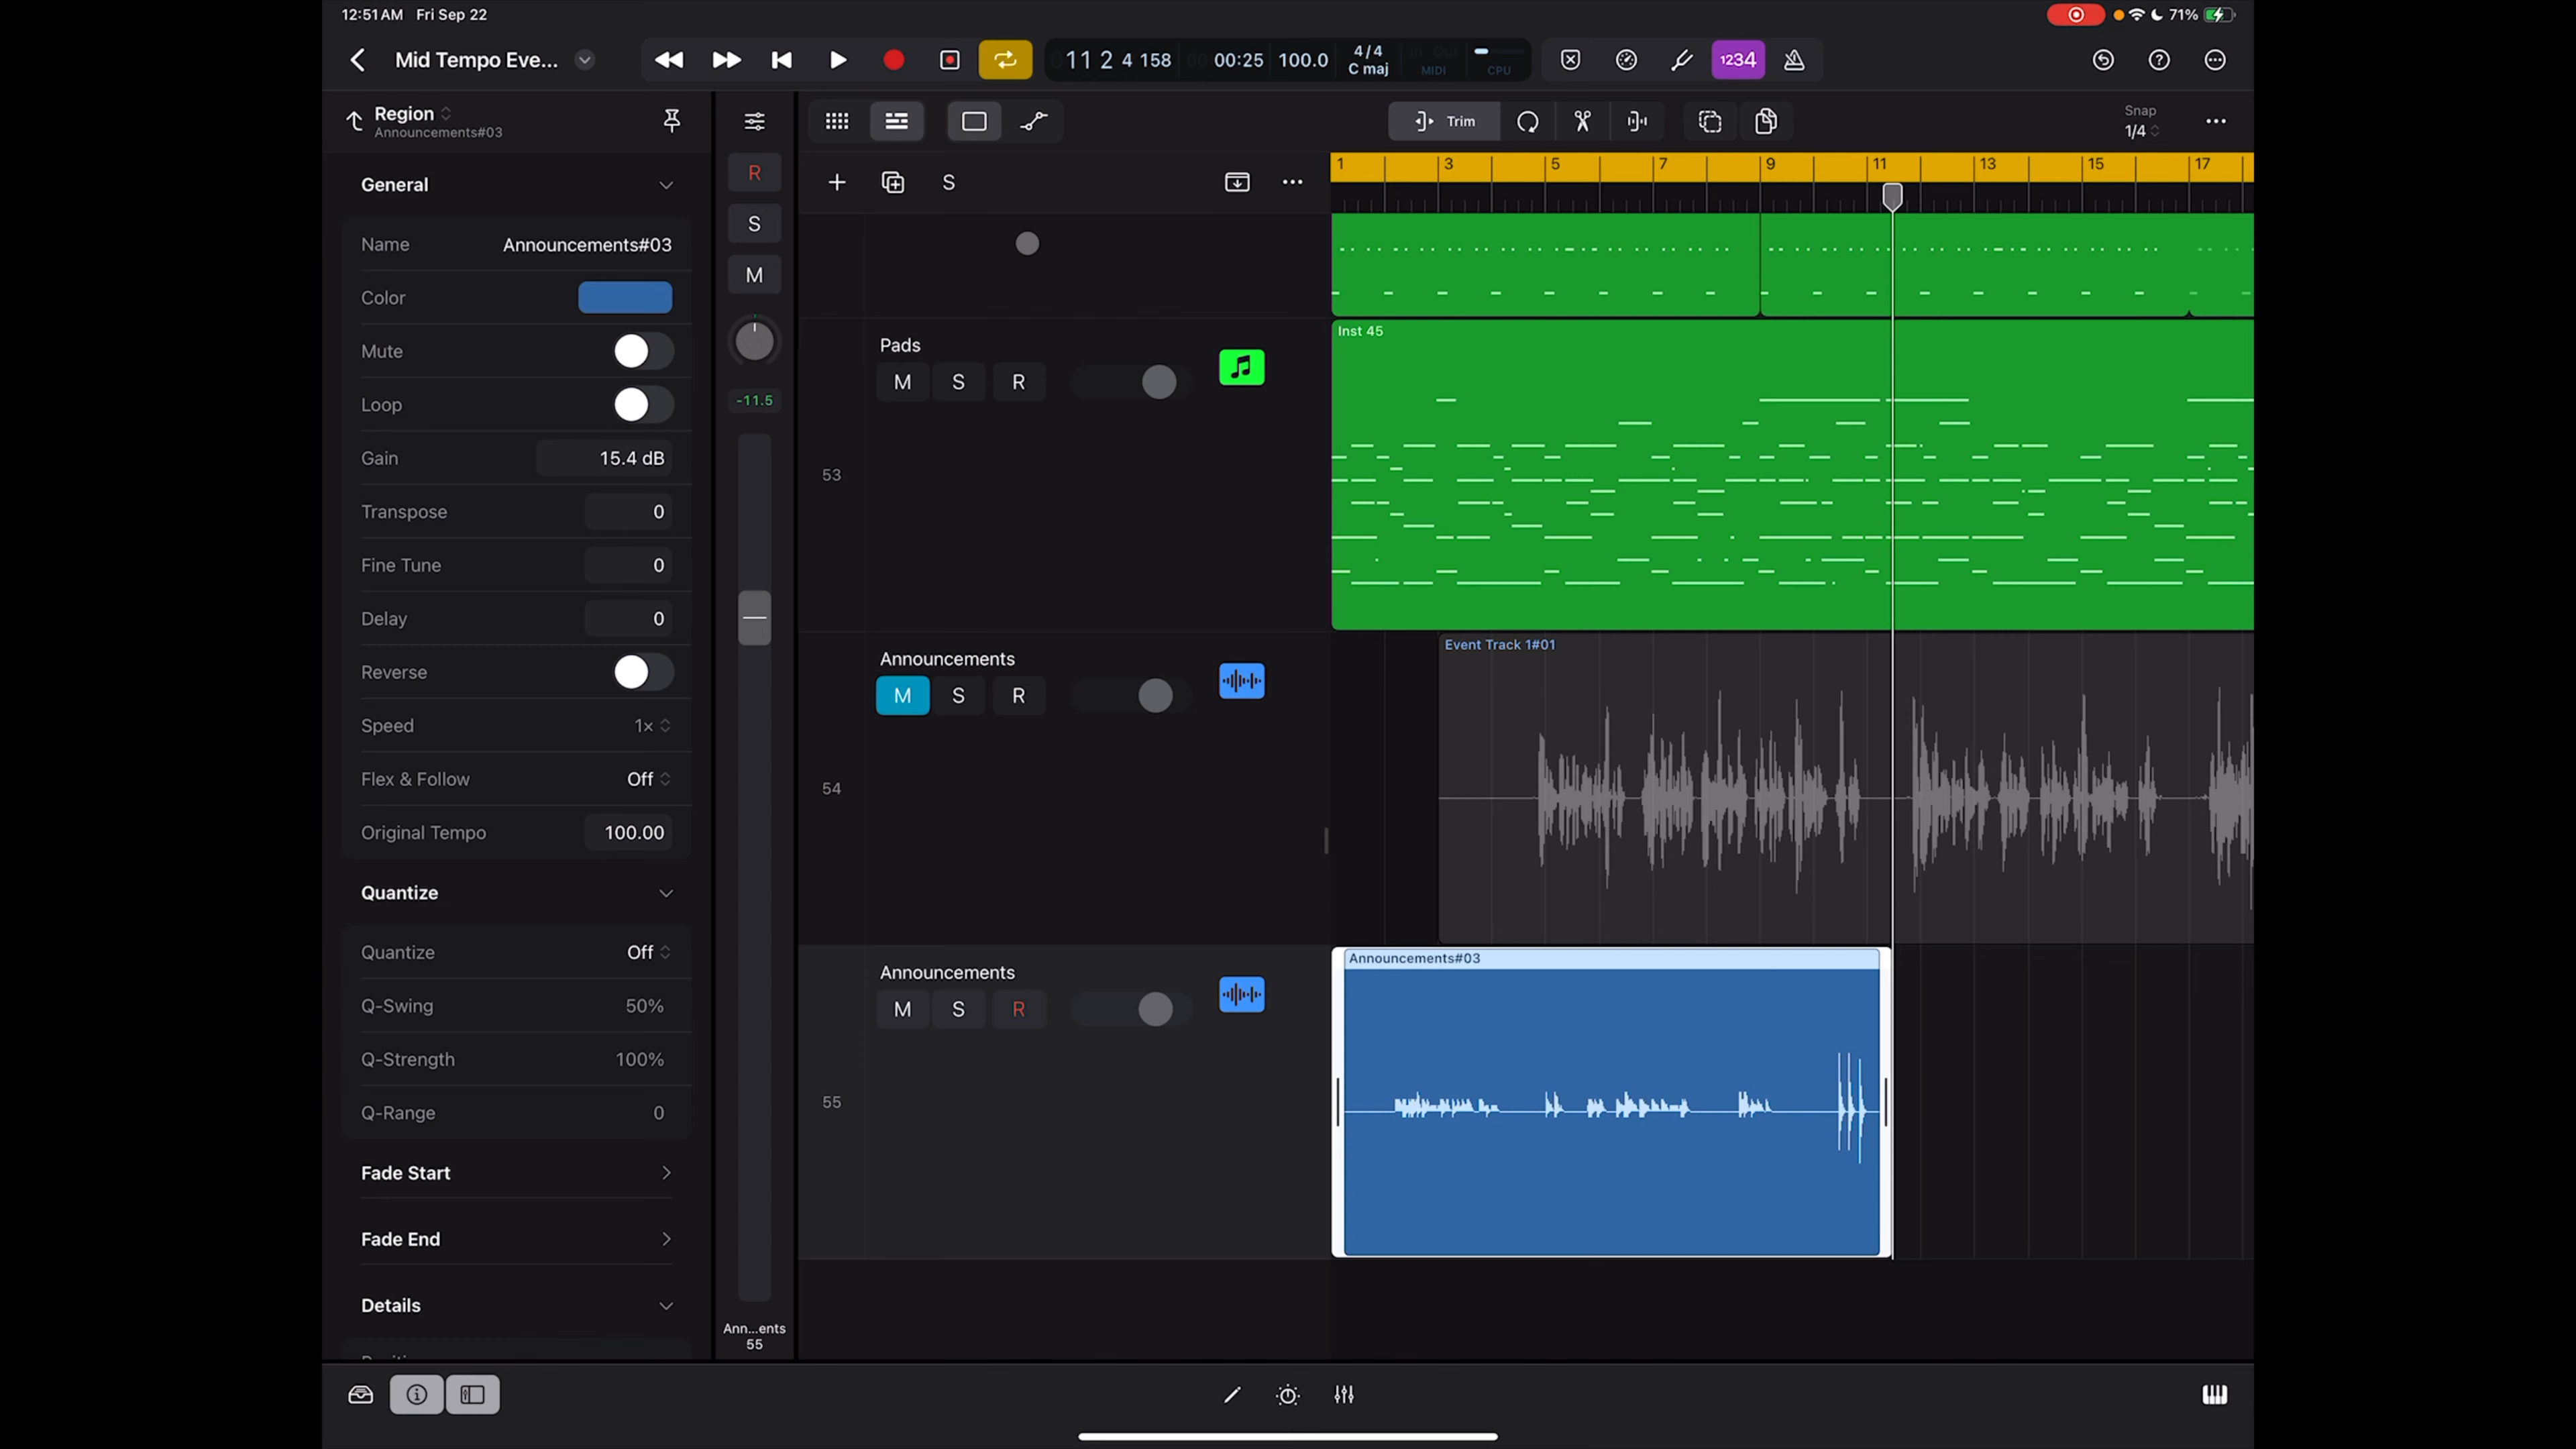 12:51 AM Fri Sep 22
71%
Mid Tempo Eve...
11 2 4 158
00:25
100.0
4/4
C maj
In Out
MIDI
CPU
1234
Region
Announcements#03
Trim
Snap
1/4
General
R
S
M
-11.5
S
1
3
5
7
9
11
13
15
17
Name
Announcements#03
Color
Mute
Loop
Gain
15.4 dB
Transpose
0
Fine Tune
0
Delay
0
Reverse
Speed
1×
Flex & Follow
Off
Original Tempo
100.00
Quantize
Quantize
Off
Q-Swing
50%
Q-Strength
100%
Q-Range
0
Fade Start
Fade End
Details
Ann...ents
55
Pads
M S R
53
Inst 45
Announcements
M S R
54
Event Track 1#01
Announcements
M S R
55
Announcements#03